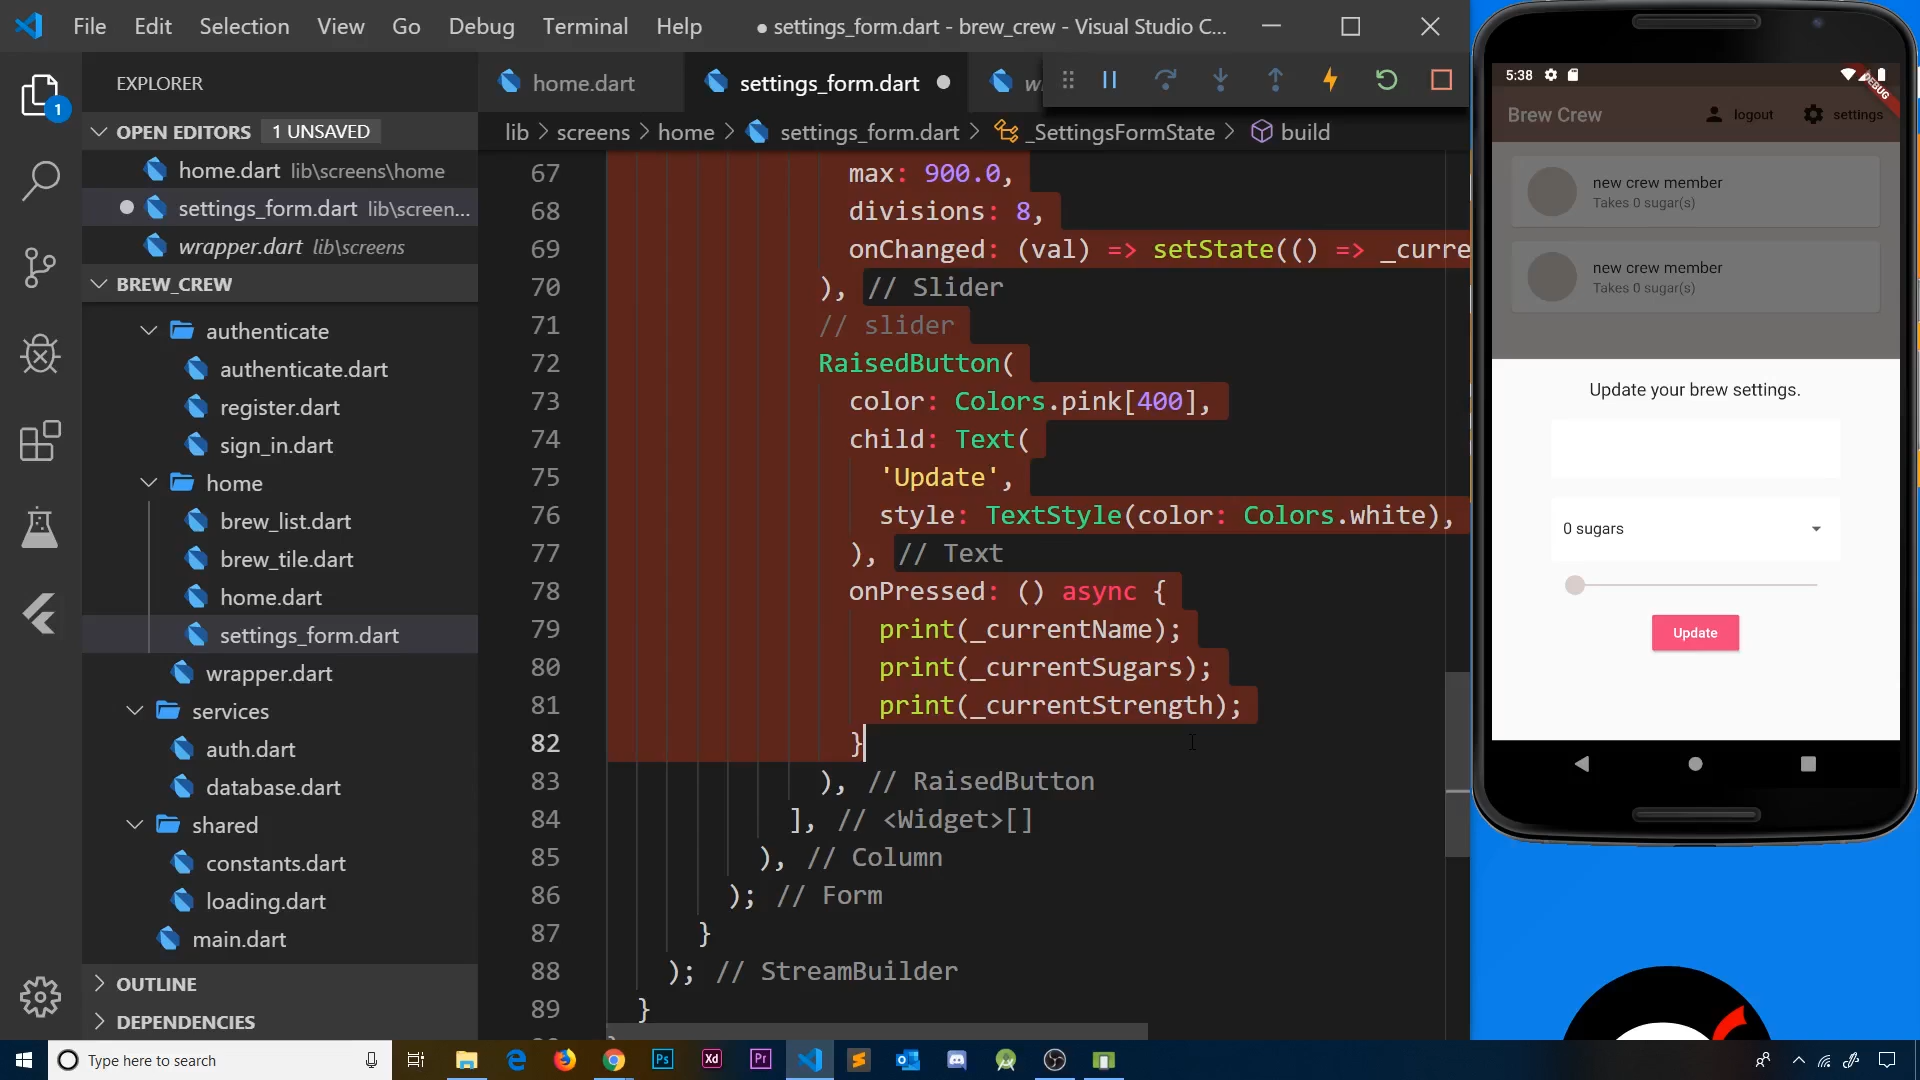 File Edit Selection View Go Debug Terminal Help
● settings_form.dart - brew_crew - Visual Studio C...
EXPLORER
1
OPEN EDITORS 1 UNSAVED
home.dart lib\screens\home
settings_form.dart lib\screen...
wrapper.dart lib\screens
BREW_CREW
authenticate
authenticate.dart
register.dart
sign_in.dart
home
brew_list.dart
brew_tile.dart
home.dart
settings_form.dart
wrapper.dart
services
auth.dart
database.dart
shared
constants.dart
loading.dart
main.dart
OUTLINE
DEPENDENCIES
home.dart
settings_form.dart
lib > screens > home > settings_form.dart > _SettingsFormState > build
67 max: 900.0,
68 divisions: 8,
69 onChanged: (val) => setState(() => _curre
70 ), // Slider
71 // slider
72 RaisedButton(
73 color: Colors.pink[400],
74 child: Text(
75 'Update',
76 style: TextStyle(color: Colors.white),
77 ), // Text
78 onPressed: () async {
79 print(_currentName);
80 print(_currentSugars);
81 print(_currentStrength);
82 }
83 ), // RaisedButton
84 ], // <Widget>[]
85 ), // Column
86 ); // Form
87 }
88 ); // StreamBuilder
89 }
5:38
DEBUG
Brew Crew logout settings
new crew member
Takes 0 sugar(s)
new crew member
Takes 0 sugar(s)
Update your brew settings.
0 sugars
Update
Type here to search
Ps
Xd
Pr